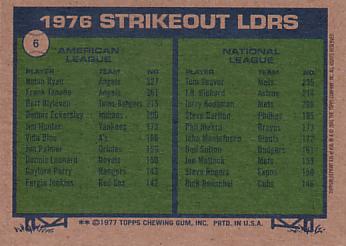 1976 STRIKEOUT LDRS
6
AMERICAN LEAGUE
PLAYER TEAM NO.
Nolan Ryan Angels 327
Frank Tanana Angels 261
Bert Blyleven Twins-Rangers 219
Dennis Eckersley Indians 200
Jim Hunter Yankees 173
Vida Blue A's 166
Jim Palmer Orioles 159
Dennis Leonard Royals 150
Gaylord Perry Rangers 143
Fergie Jenkins Red Sox 142
NATIONAL LEAGUE
PLAYER TEAM NO.
Tom Seaver Mets 235
J.R. Richard Astros 214
Jerry Koosman Mets 200
Steve Carlton Phillies 195
Phil Niekro Braves 173
John Montefusco Giants 172
Don Sutton Dodgers 161
Jon Matlack Mets 153
Steve Rogers Expos 150
Rick Reuschel Cubs 146
** ©1977 TOPPS CHEWING GUM, INC. PRTD. IN U.S.A.